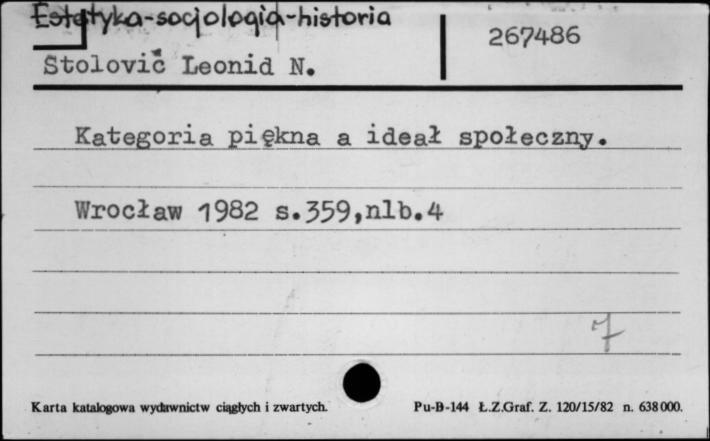 Estetyka-socjologia-historia
267486
Stolovič Leonid N.
Kategoria piękna a ideał społeczny.
Wrocław 1982 s.359,nlb.4
7
Karta katalogowa wydawnictw ciągłych i zwartych.
Pu-B-144 Ł.Z.Graf. Z. 120/15/82 n. 638000.